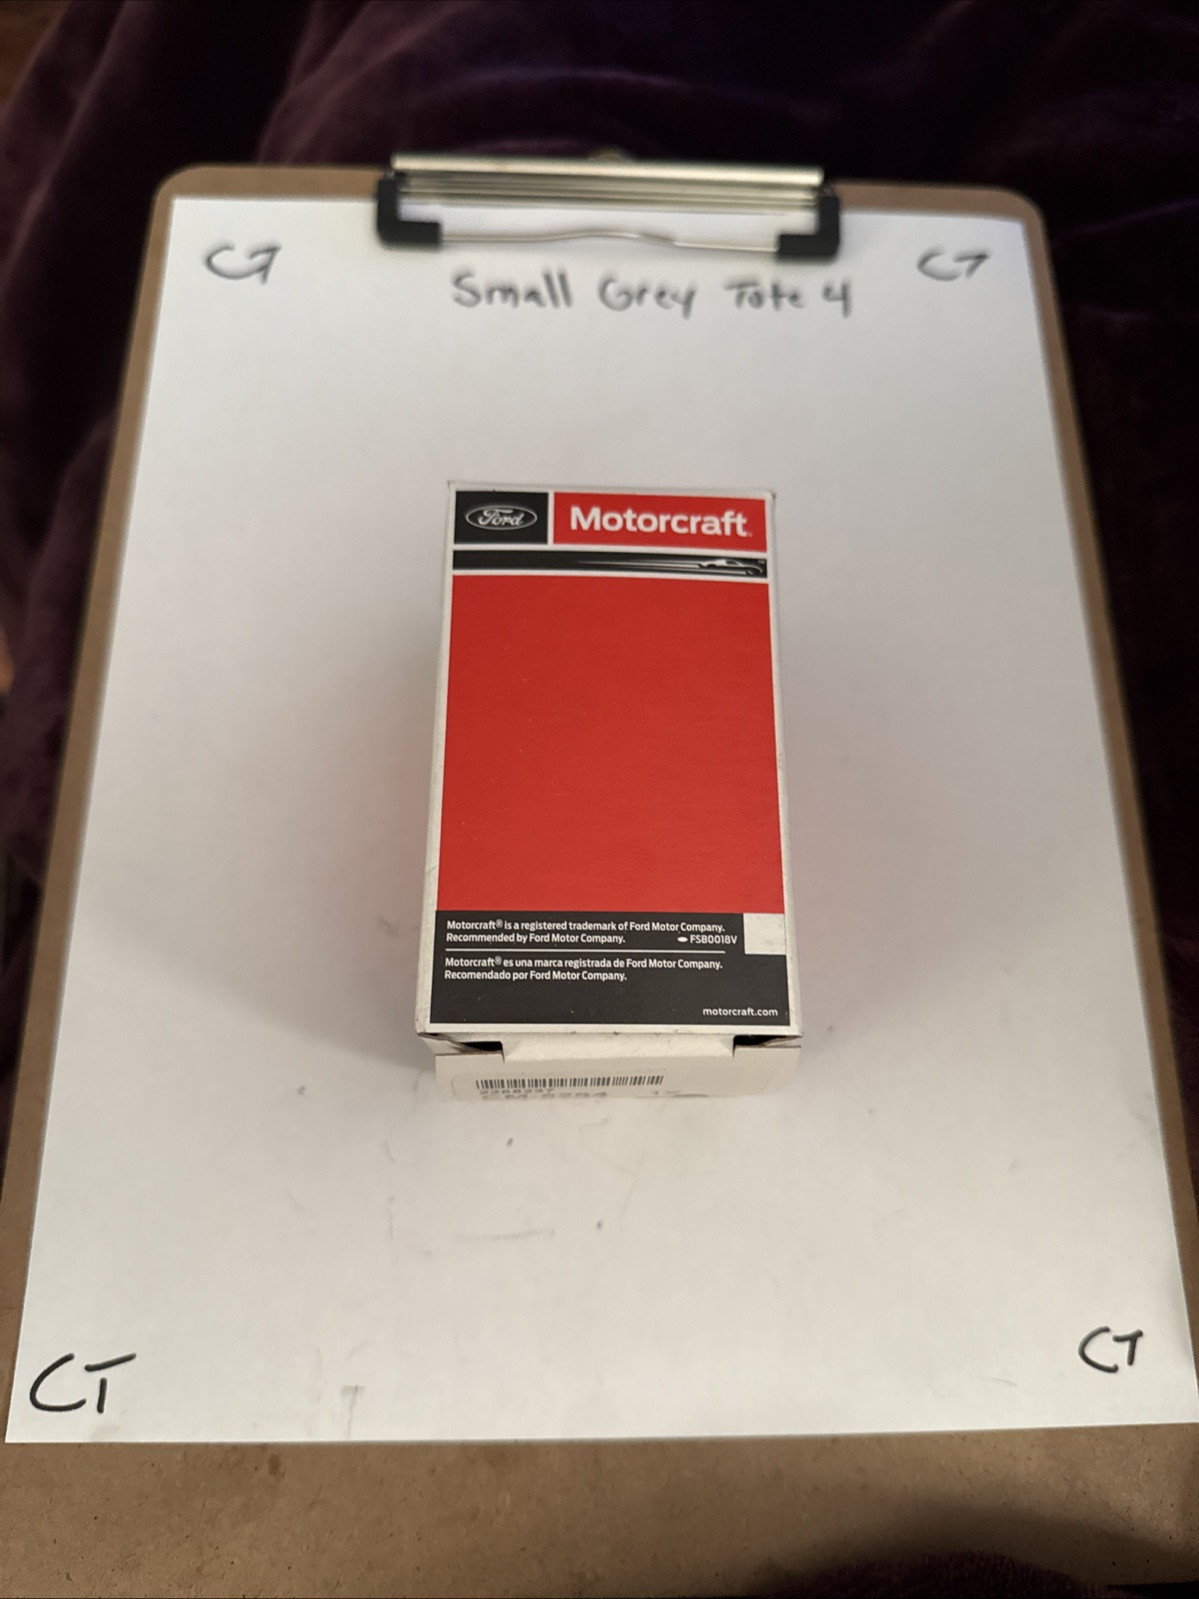 CT
CT
Small Grey Tote 4
Ford
Motorcraft
Motorcraft® is a registered trademark of Ford Motor Company.
Recommended by Ford Motor Company.
FSB0018V
Motorcraft® es una marca registrada de Ford Motor Company.
Recomendado por Ford Motor Company.
motorcraft.com
CT
CT